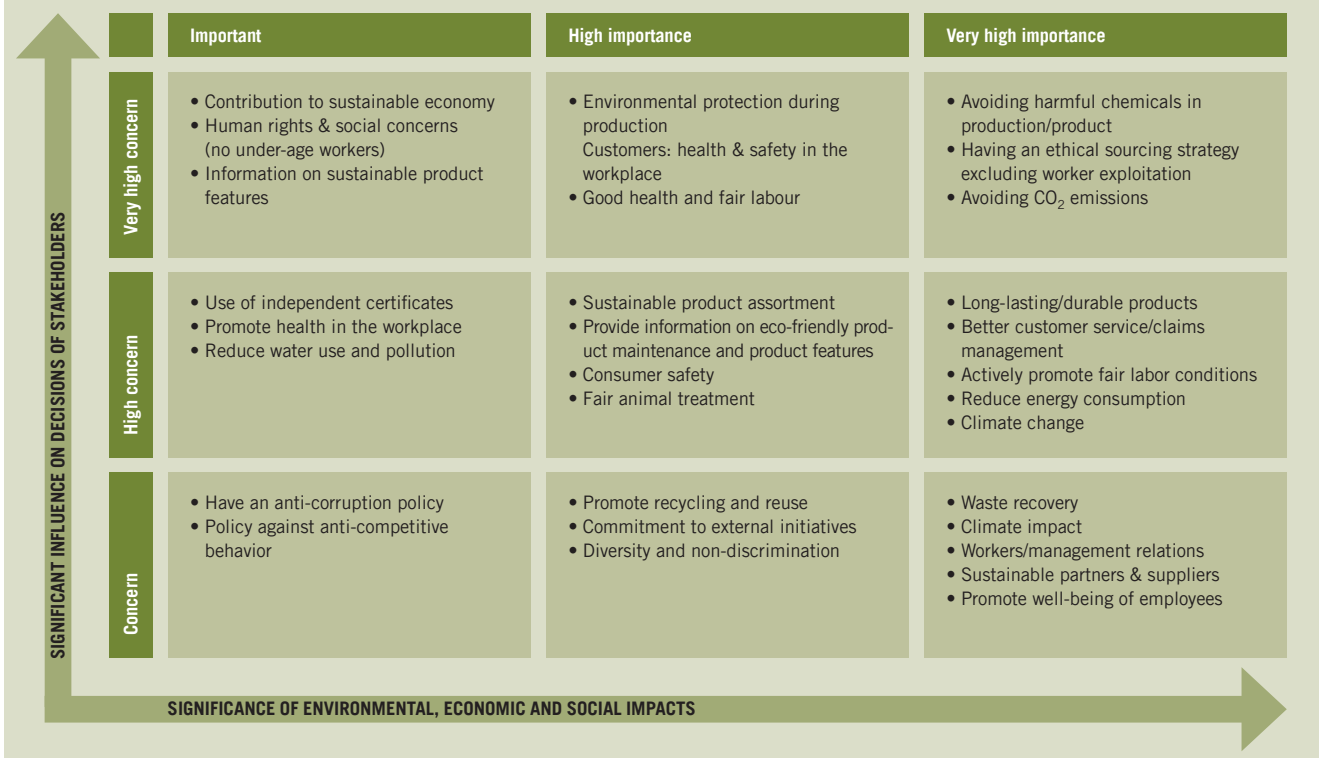 Important
High importance
Very high importance
Very high concern
• Contribution to sustainable economy
• Human rights & social concerns
(no under-age workers)
• Information on sustainable product
features
• Environmental protection during
production
Customers: health & safety in the
workplace
• Good health and fair labour
• Avoiding harmful chemicals in
production/product
• Having an ethical sourcing strategy
excluding worker exploitation
• Avoiding CO₂ emissions
High concern
• Use of independent certificates
• Promote health in the workplace
• Reduce water use and pollution
• Sustainable product assortment
• Provide information on eco-friendly prod-
uct maintenance and product features
• Consumer safety
• Fair animal treatment
• Long-lasting/durable products
• Better customer service/claims
management
• Actively promote fair labor conditions
• Reduce energy consumption
• Climate change
Concern
• Have an anti-corruption policy
• Policy against anti-competitive
behavior
• Promote recycling and reuse
• Commitment to external initiatives
• Diversity and non-discrimination
• Waste recovery
• Climate impact
• Workers/management relations
• Sustainable partners & suppliers
• Promote well-being of employees
SIGNIFICANT INFLUENCE ON DECISIONS OF STAKEHOLDERS
SIGNIFICANCE OF ENVIRONMENTAL, ECONOMIC AND SOCIAL IMPACTS